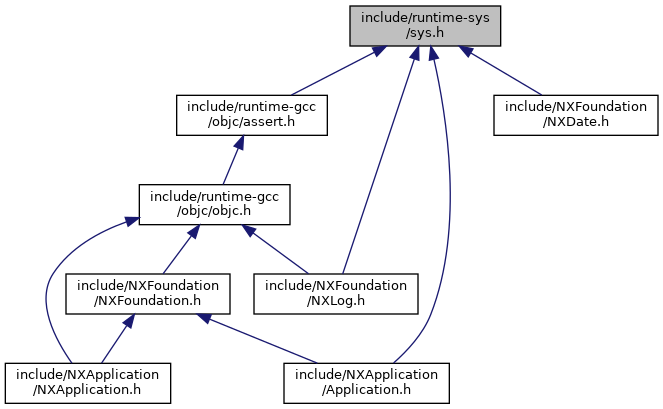 include/runtime-sys
/sys.h
include/runtime-gcc
/objc/assert.h
include/NXFoundation
/NXDate.h
include/runtime-gcc
/objc/objc.h
include/NXFoundation
/NXFoundation.h
include/NXFoundation
/NXLog.h
include/NXApplication
/NXApplication.h
include/NXApplication
/Application.h